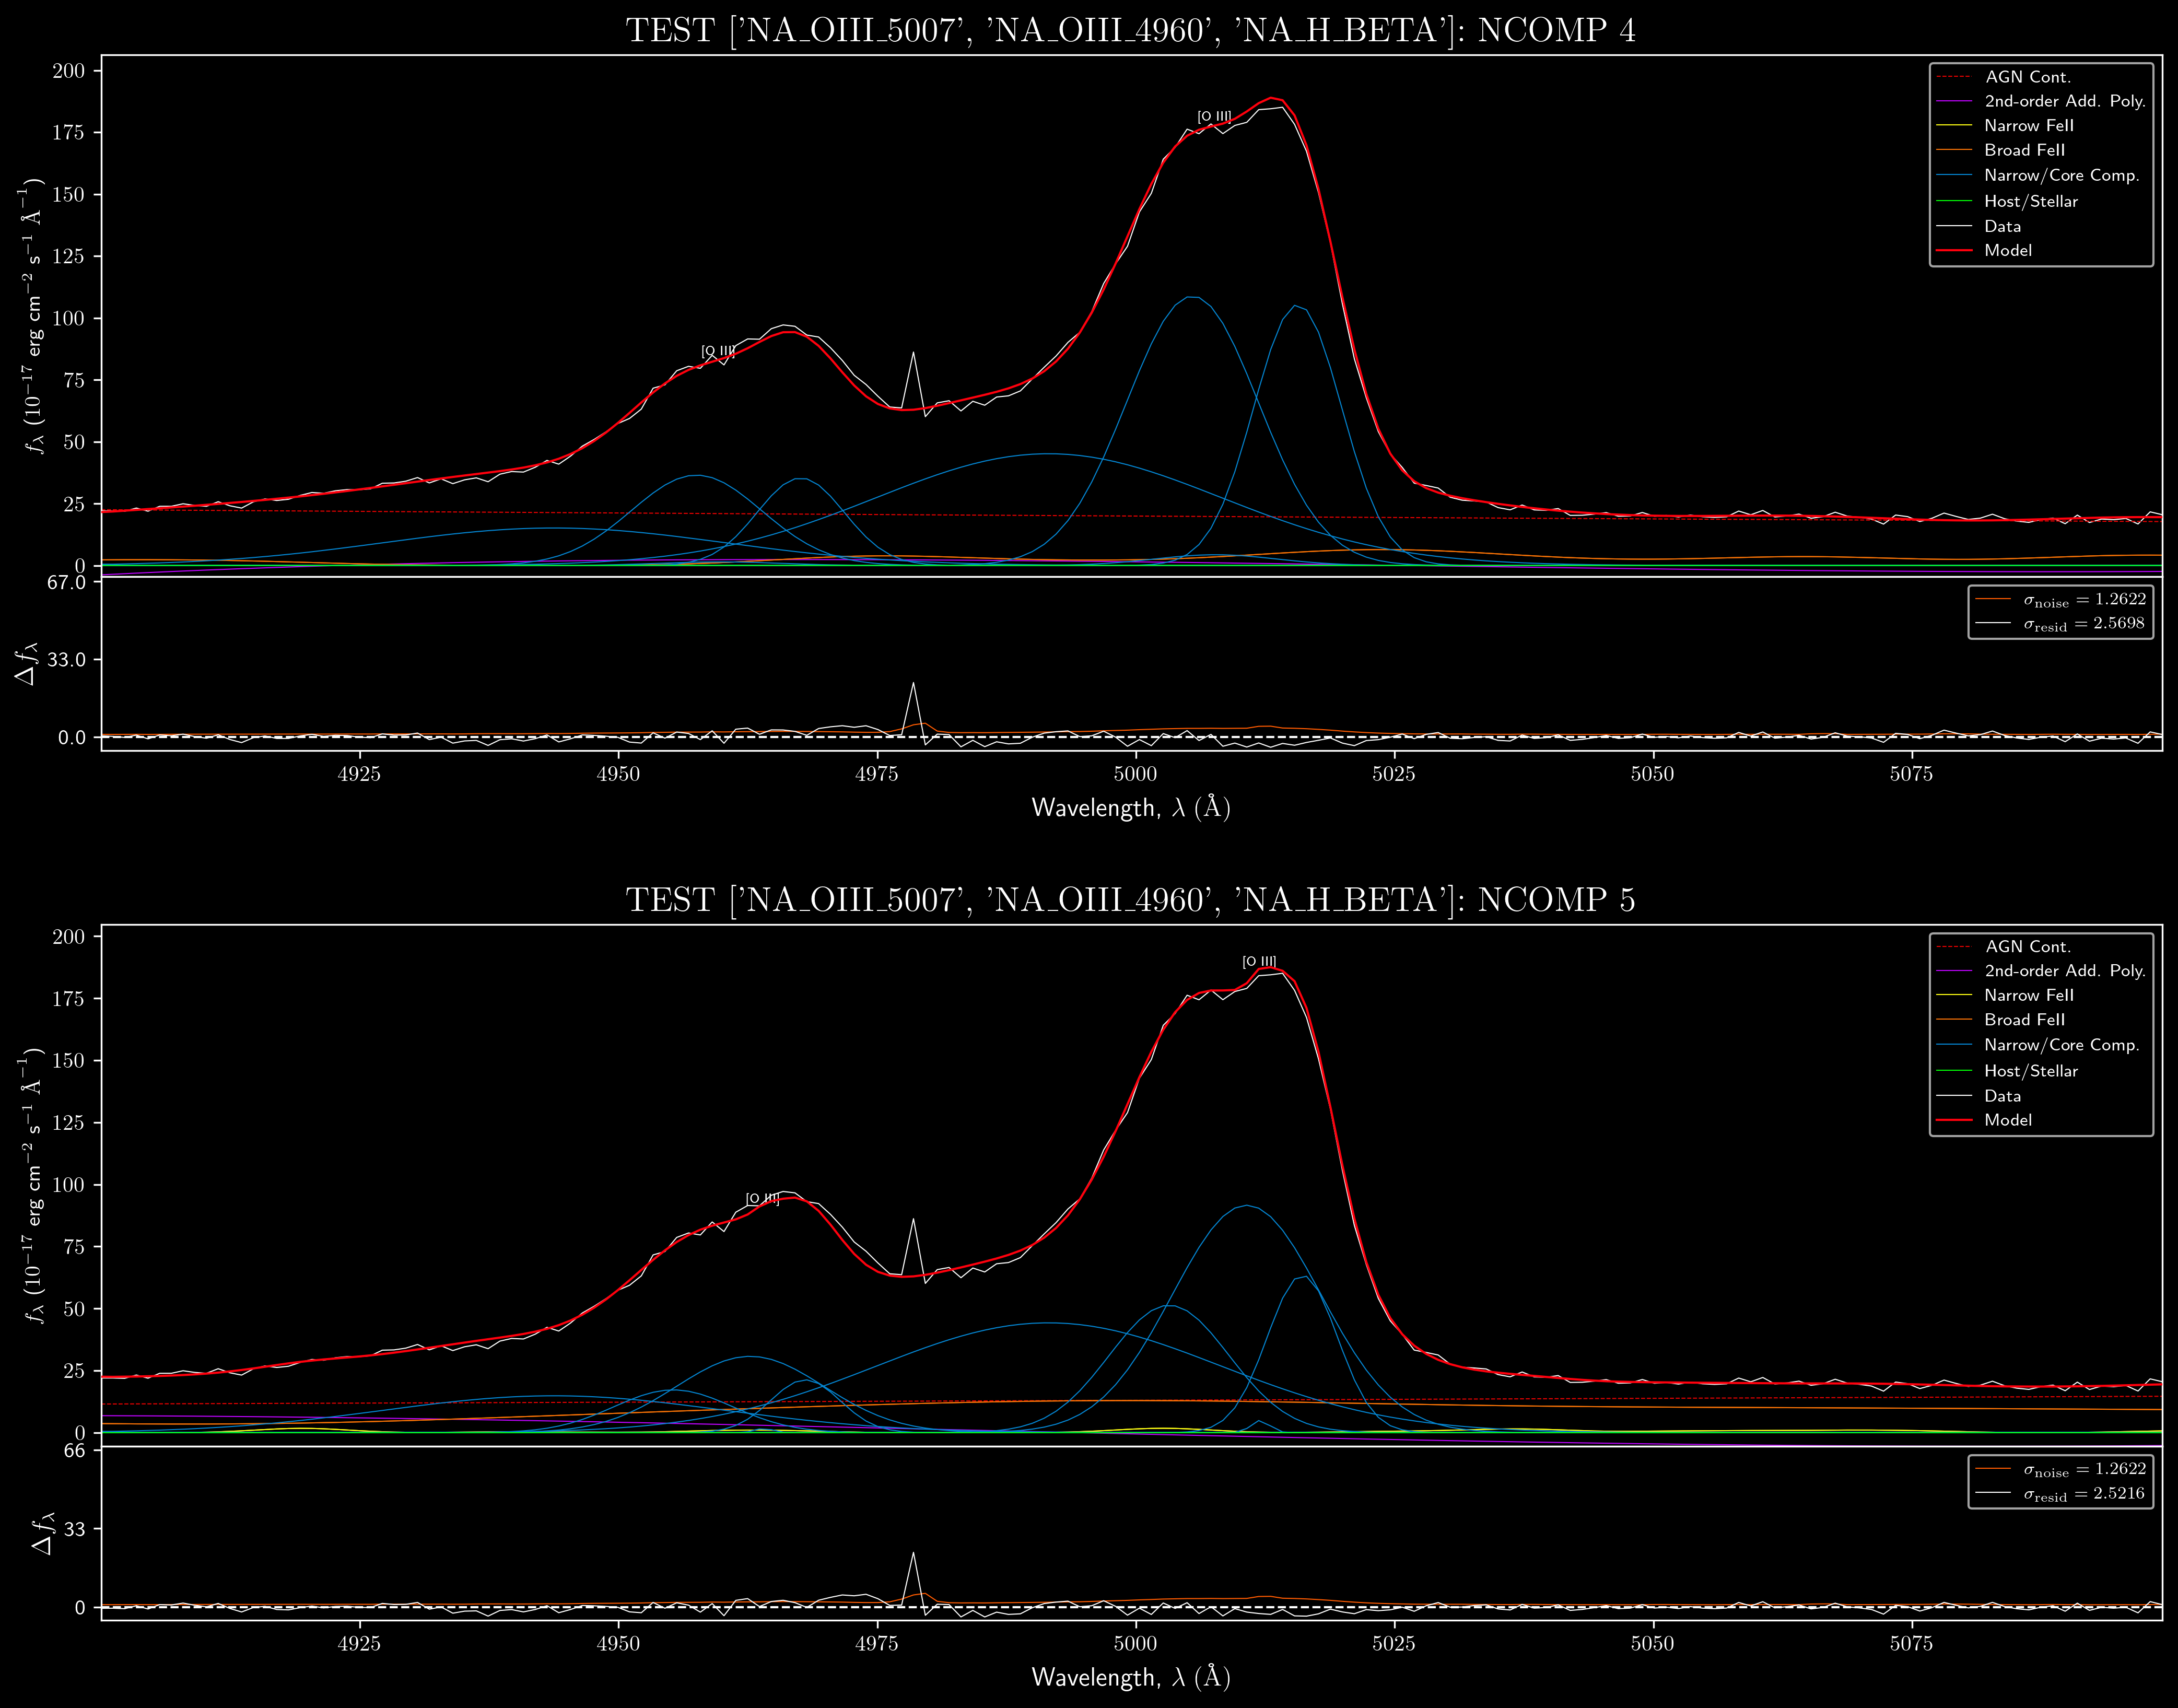 TEST ['NA_OIII_5007', 'NA_OIII_4960', 'NA_H_BETA']: NCOMP 4
200
175
150
125
100
75
50
25
0
fλ (10−17 erg cm−2 s−1 Å−1)
[O III]
[O III]
AGN Cont.
2nd-order Add. Poly.
Narrow FeII
Broad FeII
Narrow/Core Comp.
Host/Stellar
Data
Model
67.0
33.0
0.0
Δfλ
σnoise = 1.2622
σresid = 2.5698
4925 4950 4975 5000 5025 5050 5075
Wavelength, λ (Å)
TEST ['NA_OIII_5007', 'NA_OIII_4960', 'NA_H_BETA']: NCOMP 5
200
175
150
125
100
75
50
25
0
fλ (10−17 erg cm−2 s−1 Å−1)
[O III]
[O III]
AGN Cont.
2nd-order Add. Poly.
Narrow FeII
Broad FeII
Narrow/Core Comp.
Host/Stellar
Data
Model
66
33
0
Δfλ
σnoise = 1.2622
σresid = 2.5216
4925 4950 4975 5000 5025 5050 5075
Wavelength, λ (Å)